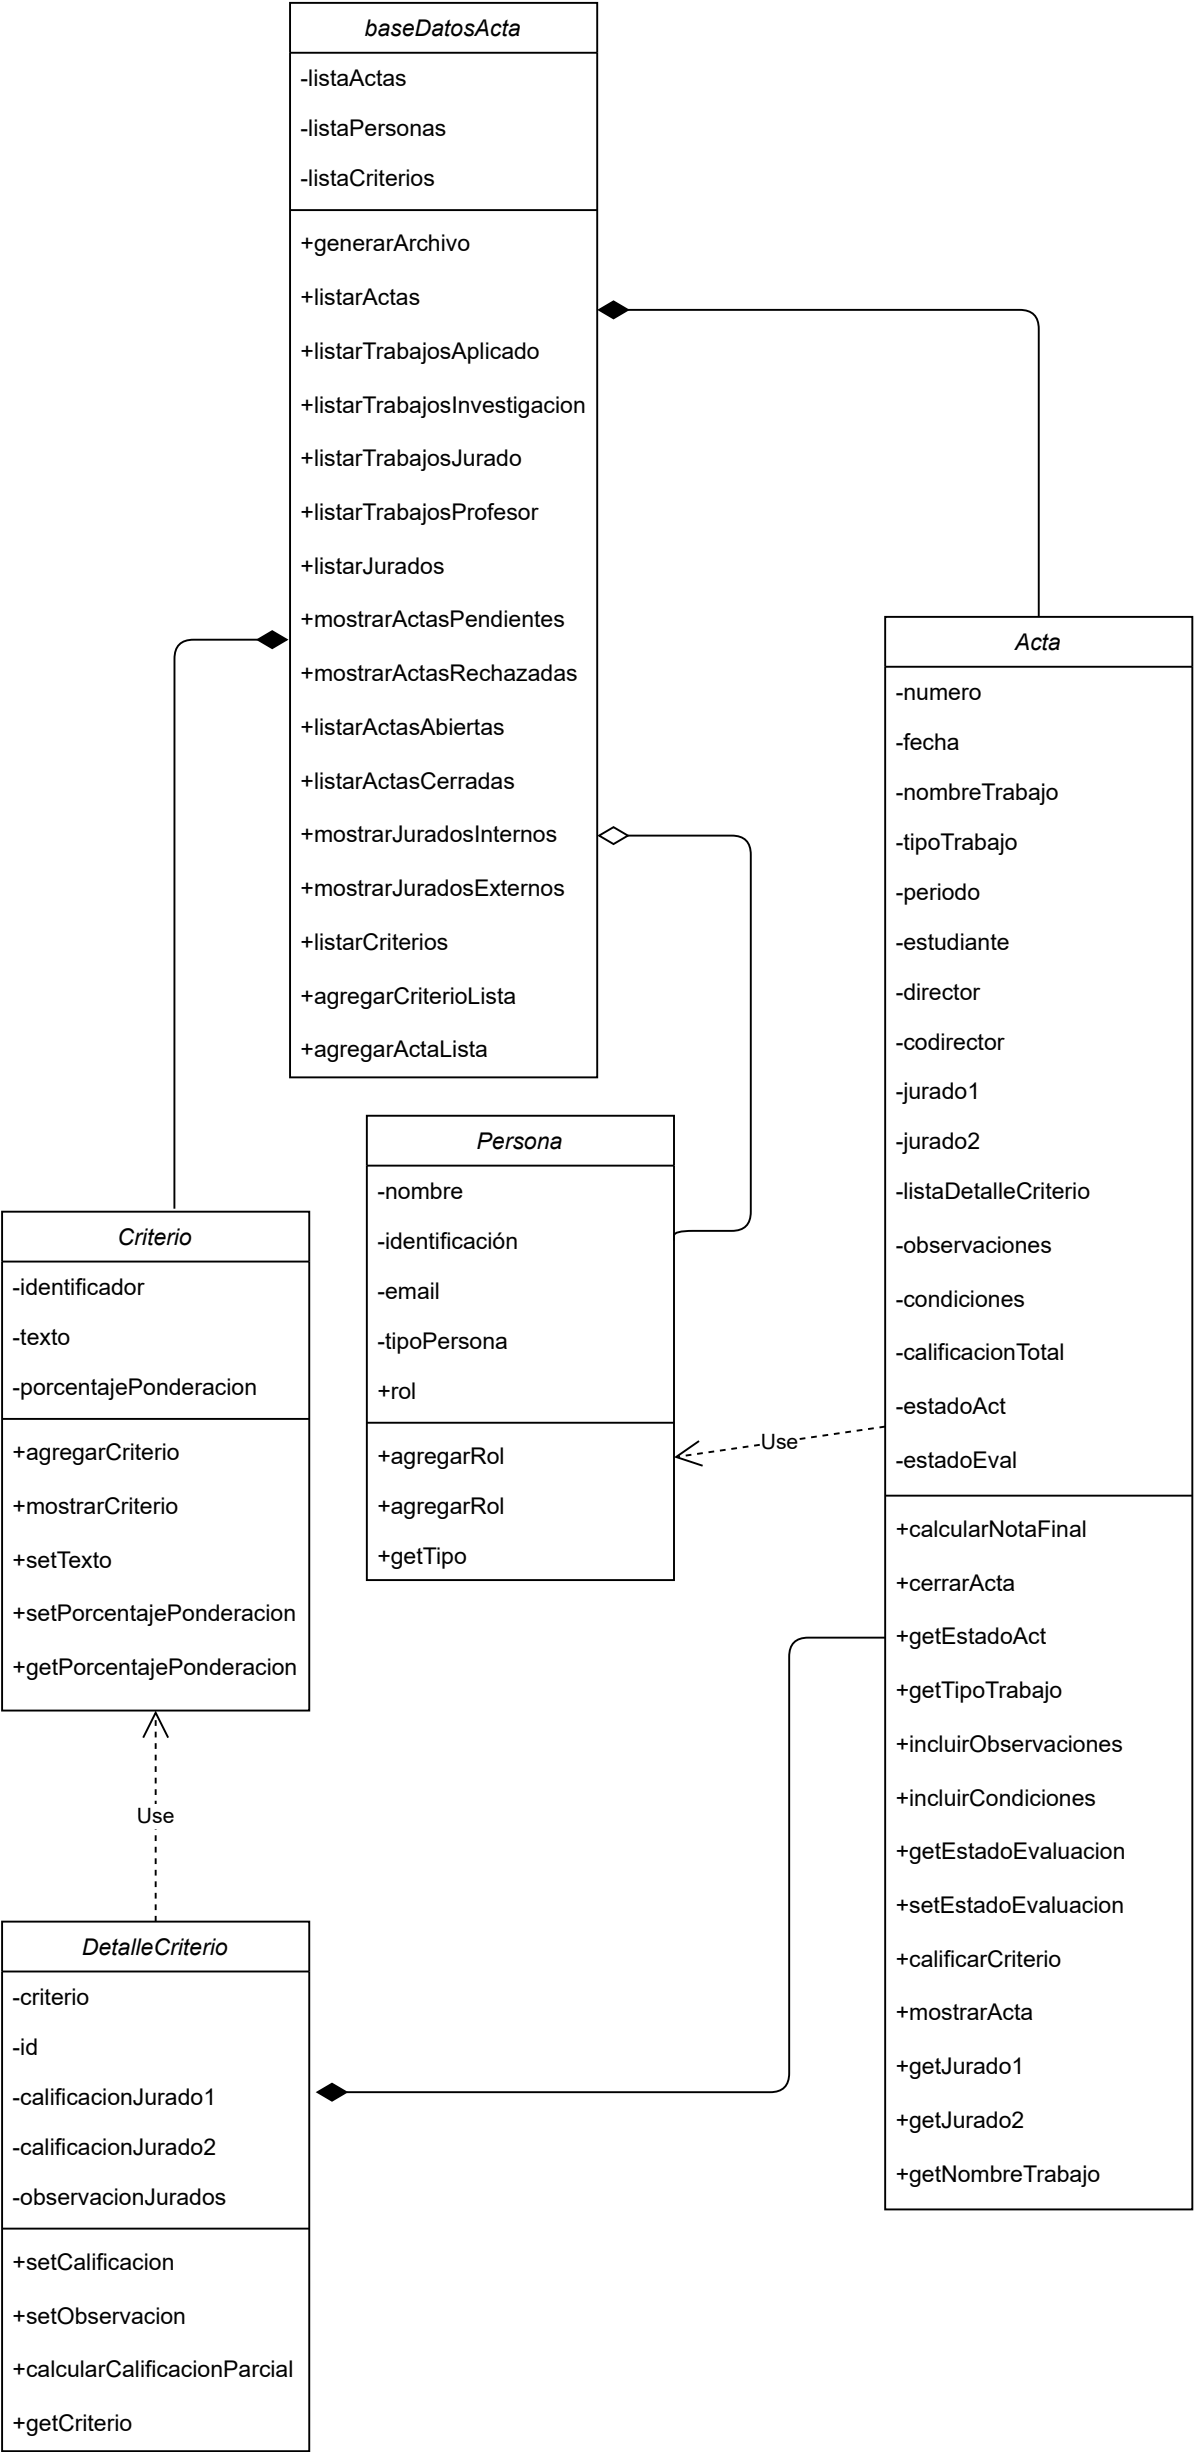 baseDatosActa
-listaActas
-listaPersonas
-listaCriterios
+generarArchivo
+listarActas
+listarTrabajosAplicado
+listarTrabajosInvestigacion
+listarTrabajosJurado
+listarTrabajosProfesor
+listarJurados
+mostrarActasPendientes
+mostrarActasRechazadas
+listarActasAbiertas
+listarActasCerradas
+mostrarJuradosInternos
+mostrarJuradosExternos
+listarCriterios
+agregarCriterioLista
+agregarActaLista
Acta
-numero
-fecha
-nombreTrabajo
-tipoTrabajo
-periodo
-estudiante
-director
-codirector
-jurado1
-jurado2
-listaDetalleCriterio
-observaciones
-condiciones
-calificacionTotal
-estadoAct
-estadoEval
+calcularNotaFinal
+cerrarActa
+getEstadoAct
+getTipoTrabajo
+incluirObservaciones
+incluirCondiciones
+getEstadoEvaluacion
+setEstadoEvaluacion
+calificarCriterio
+mostrarActa
+getJurado1
+getJurado2
+getNombreTrabajo
Persona
-nombre
-identificación
-email
-tipoPersona
+rol
+agregarRol
+agregarRol
+getTipo
Use
Criterio
-identificador
-texto
-porcentajePonderacion
+agregarCriterio
+mostrarCriterio
+setTexto
+setPorcentajePonderacion
+getPorcentajePonderacion
Use
DetalleCriterio
-criterio
-id
-calificacionJurado1
-calificacionJurado2
-observacionJurados
+setCalificacion
+setObservacion
+calcularCalificacionParcial
+getCriterio